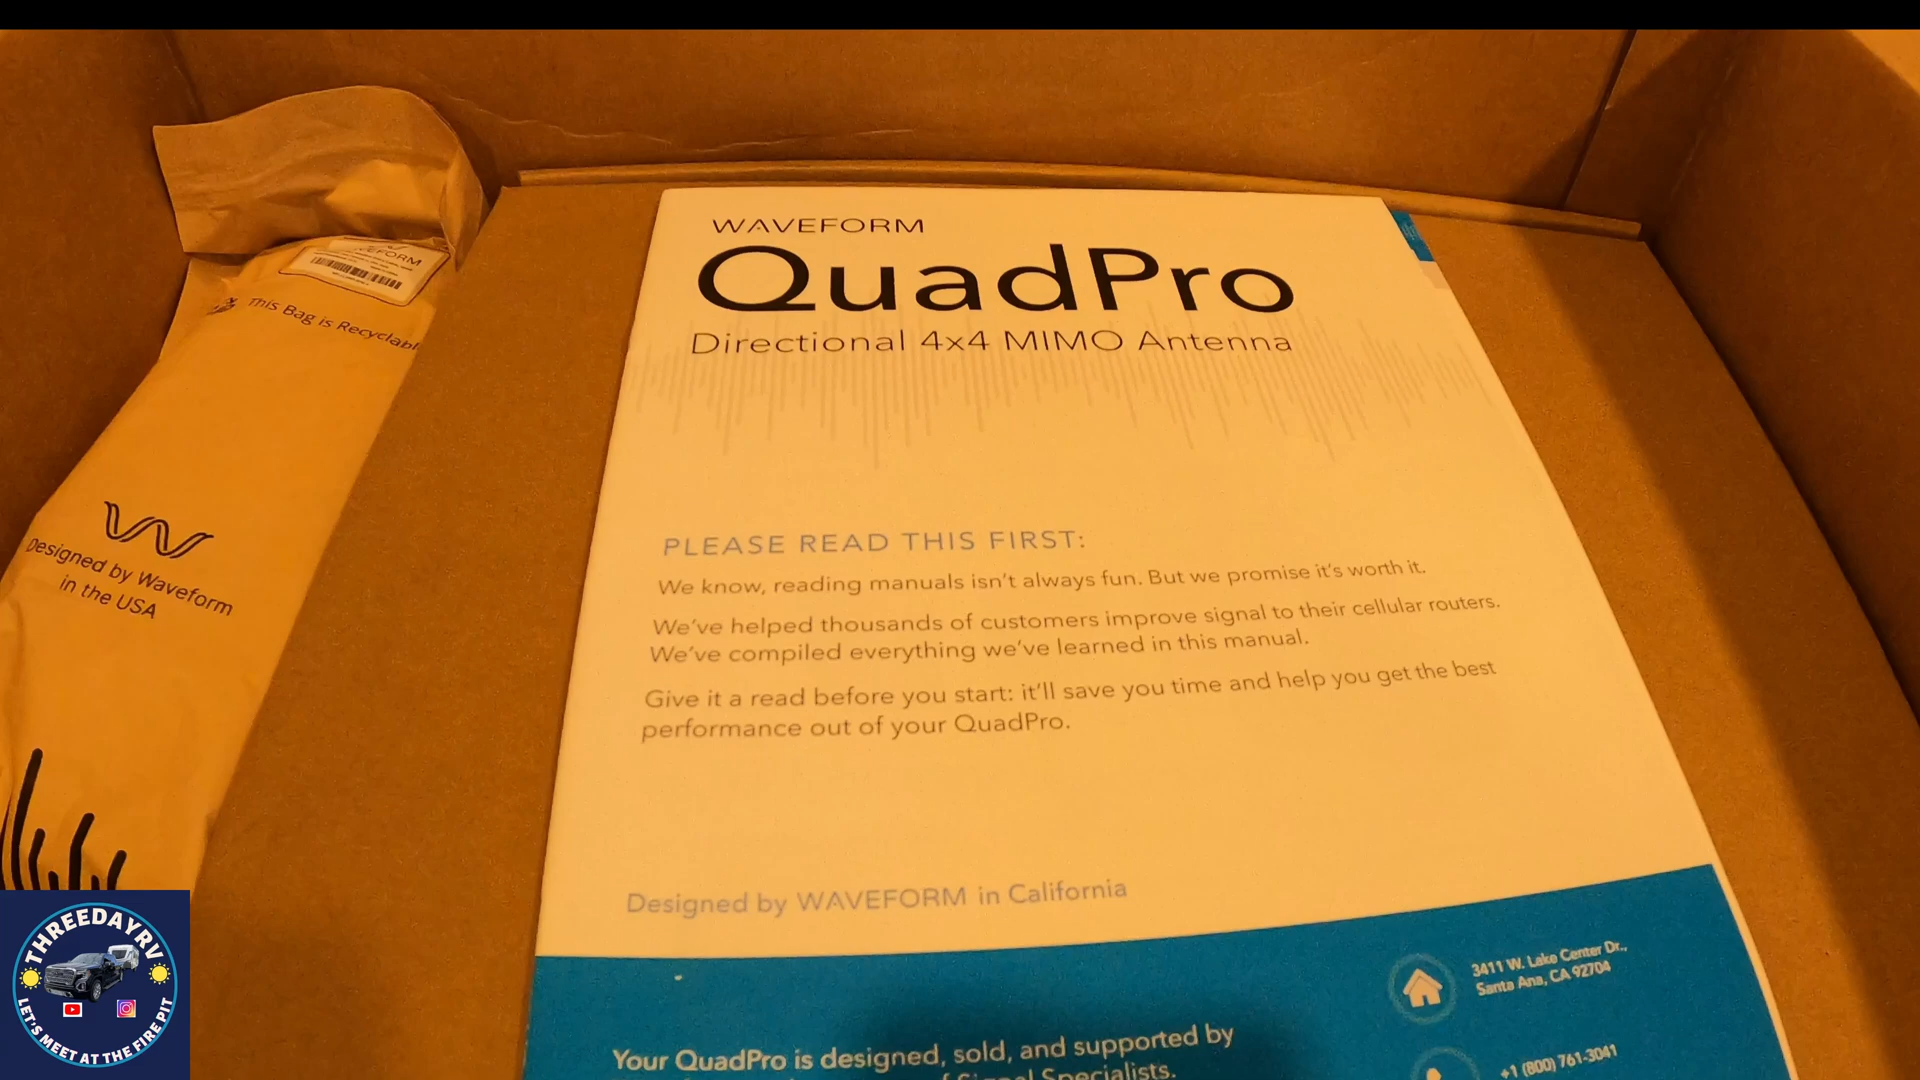 WAVEFORM
QuadPro
Directional 4x4 MIMO Antenna
PLEASE READ THIS FIRST:
We know, reading manuals isn't always fun. But we promise it's worth it.
We've helped thousands of customers improve signal to their cellular routers.
We've compiled everything we've learned in this manual.
Give it a read before you start: it'll save you time and help you get the best
performance out of your QuadPro.
Designed by WAVEFORM in California
3411 W. Lake Center Dr.,
Santa Ana, CA 92704
Your QuadPro is designed, sold, and supported by
of Signal Specialists.
+1 (800) 761-3041
This Bag is Recyclabl
Designed by Waveform
in the USA
THREEDAYRV
LET'S MEET AT THE FIRE PIT